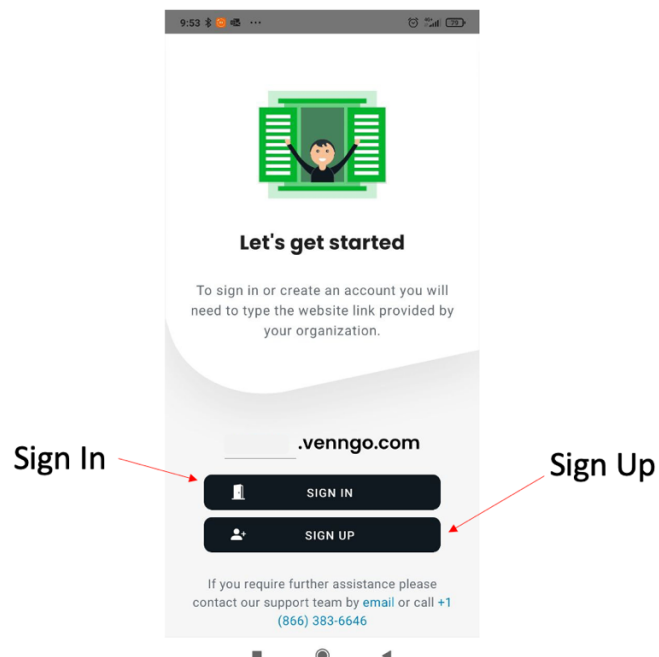 9:53
79
Let's get started
To sign in or create an account you will
need to type the website link provided by
your organization.
.venngo.com
Sign In
SIGN IN
Sign Up
SIGN UP
If you require further assistance please
contact our support team by email or call +1
(866) 383-6646